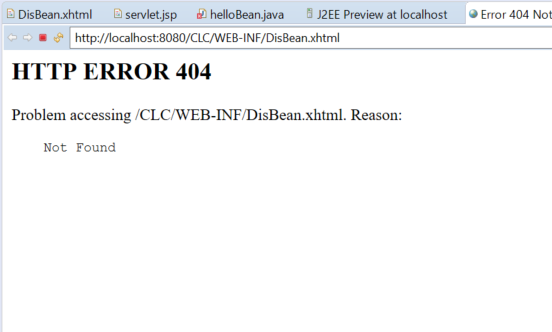 DisBean.xhtml servlet.jsp helloBean.java J2EE Preview at localhost Error 404 Not
http://localhost:8080/CLC/WEB-INF/DisBean.xhtml
HTTP ERROR 404
Problem accessing /CLC/WEB-INF/DisBean.xhtml. Reason:
Not Found